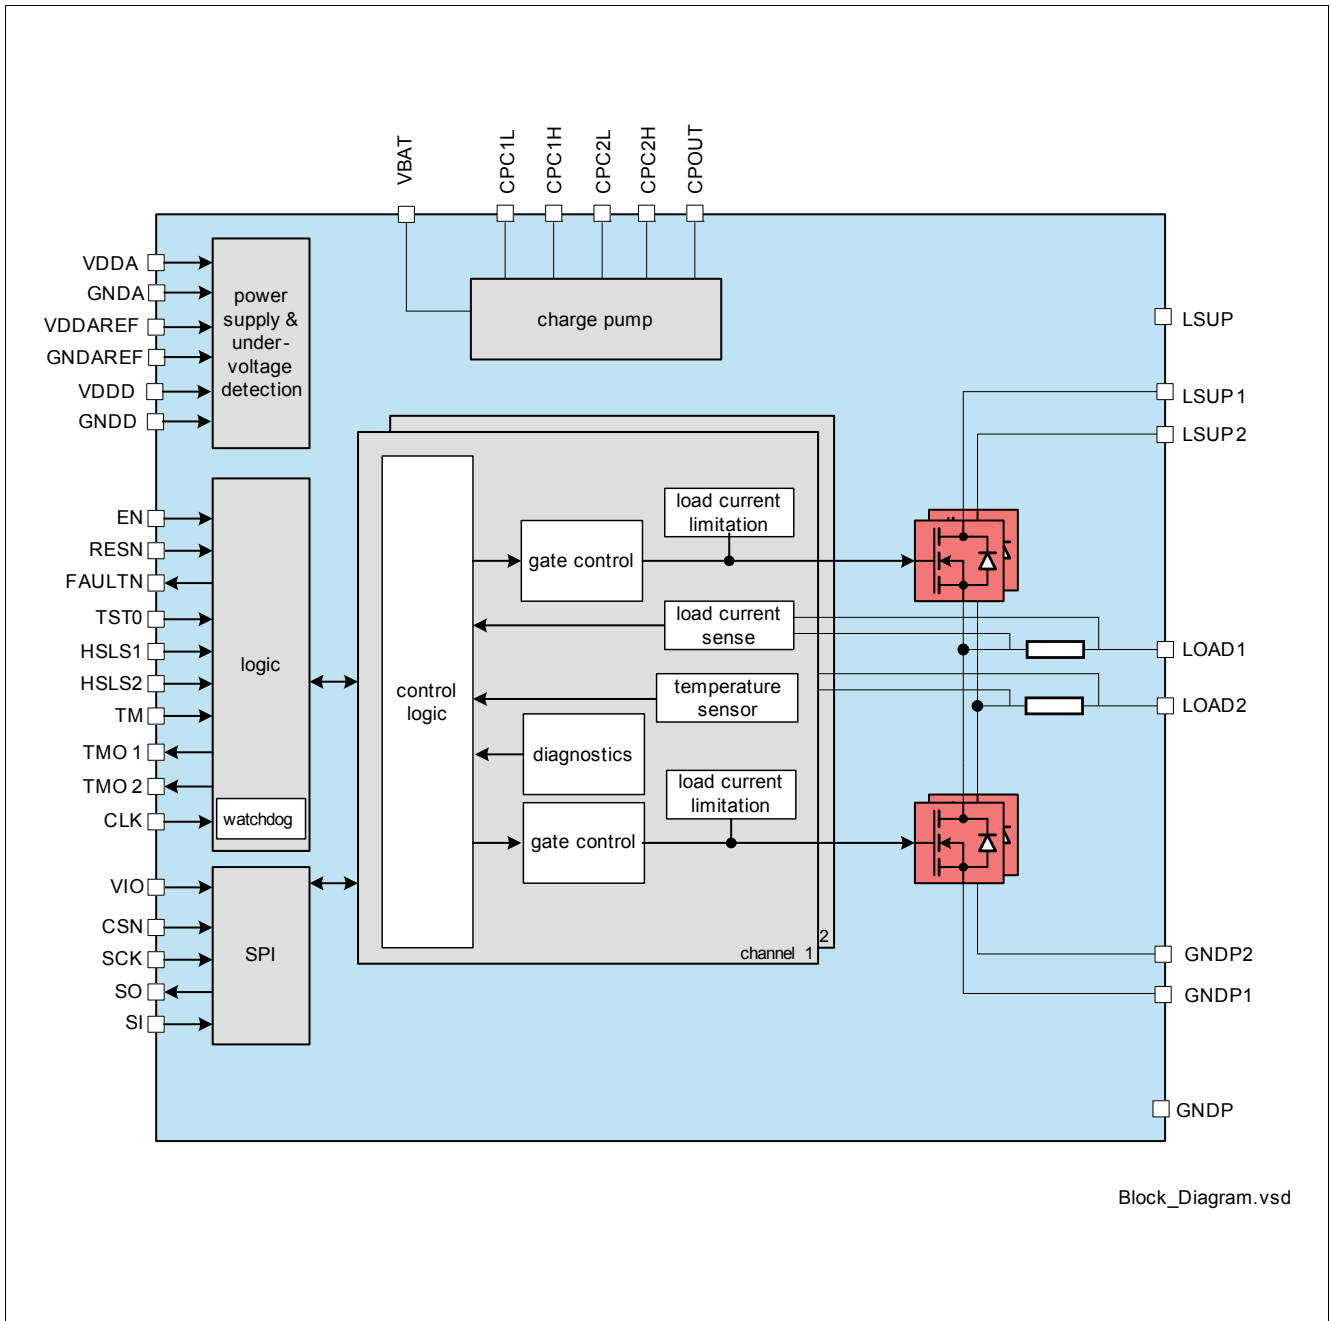 VBAT
CPC1L
CPC1H
CPC2L
CPC2H
CPOUT
VDDA
GNDA
VDDAREF
GNDAREF
VDDD
GNDD
power
supply &
under-
voltage
detection
charge pump
LSUP
LSUP1
LSUP2
EN
RESN
FAULTN
TST0
HSLS1
HSLS2
TM
TMO 1
TMO 2
CLK
logic
watchdog
control
logic
gate control
load current
limitation
load current
sense
temperature
sensor
diagnostics
load current
limitation
gate control
channel 1
2
LOAD1
LOAD2
VIO
CSN
SCK
SO
SI
SPI
GNDP2
GNDP1
GNDP
Block_Diagram.vsd